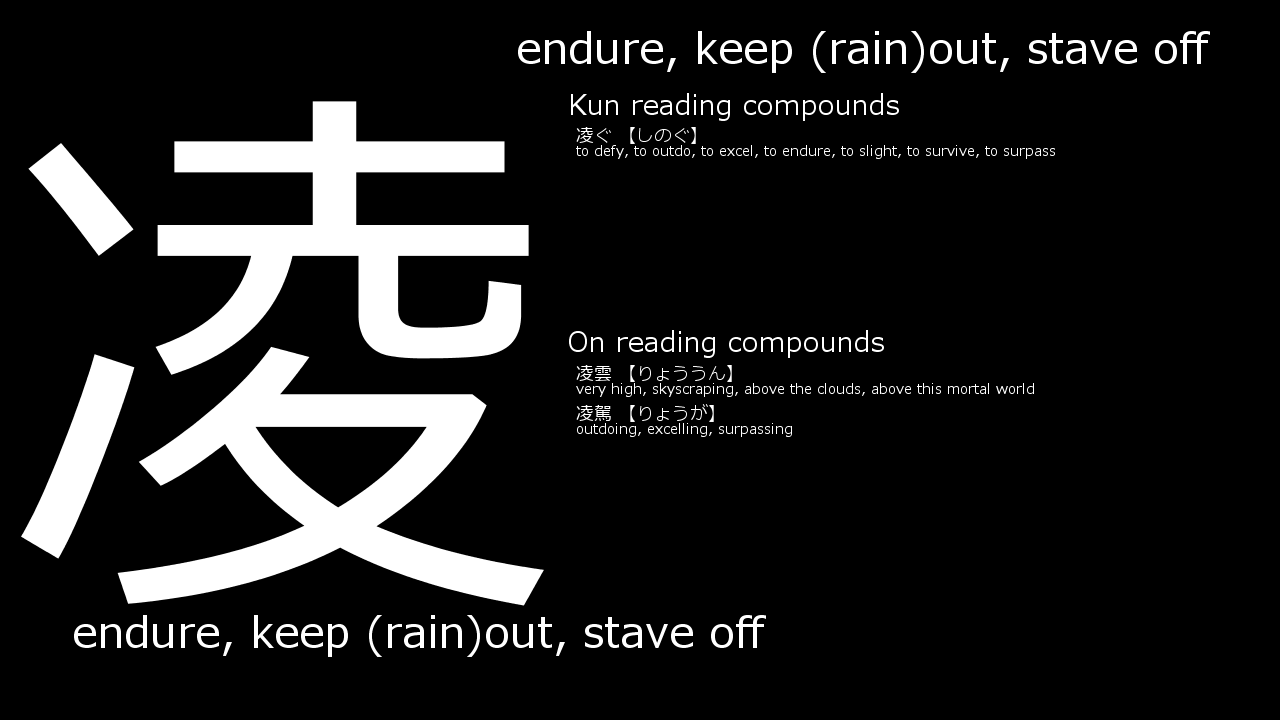 endure, keep (rain)out, stave off
凌
Kun reading compounds
凌ぐ 【しのぐ】
to defy, to outdo, to excel, to endure, to slight, to survive, to surpass
On reading compounds
凌雲 【りょううん】
very high, skyscraping, above the clouds, above this mortal world
凌駕 【りょうが】
outdoing, excelling, surpassing
endure, keep (rain)out, stave off